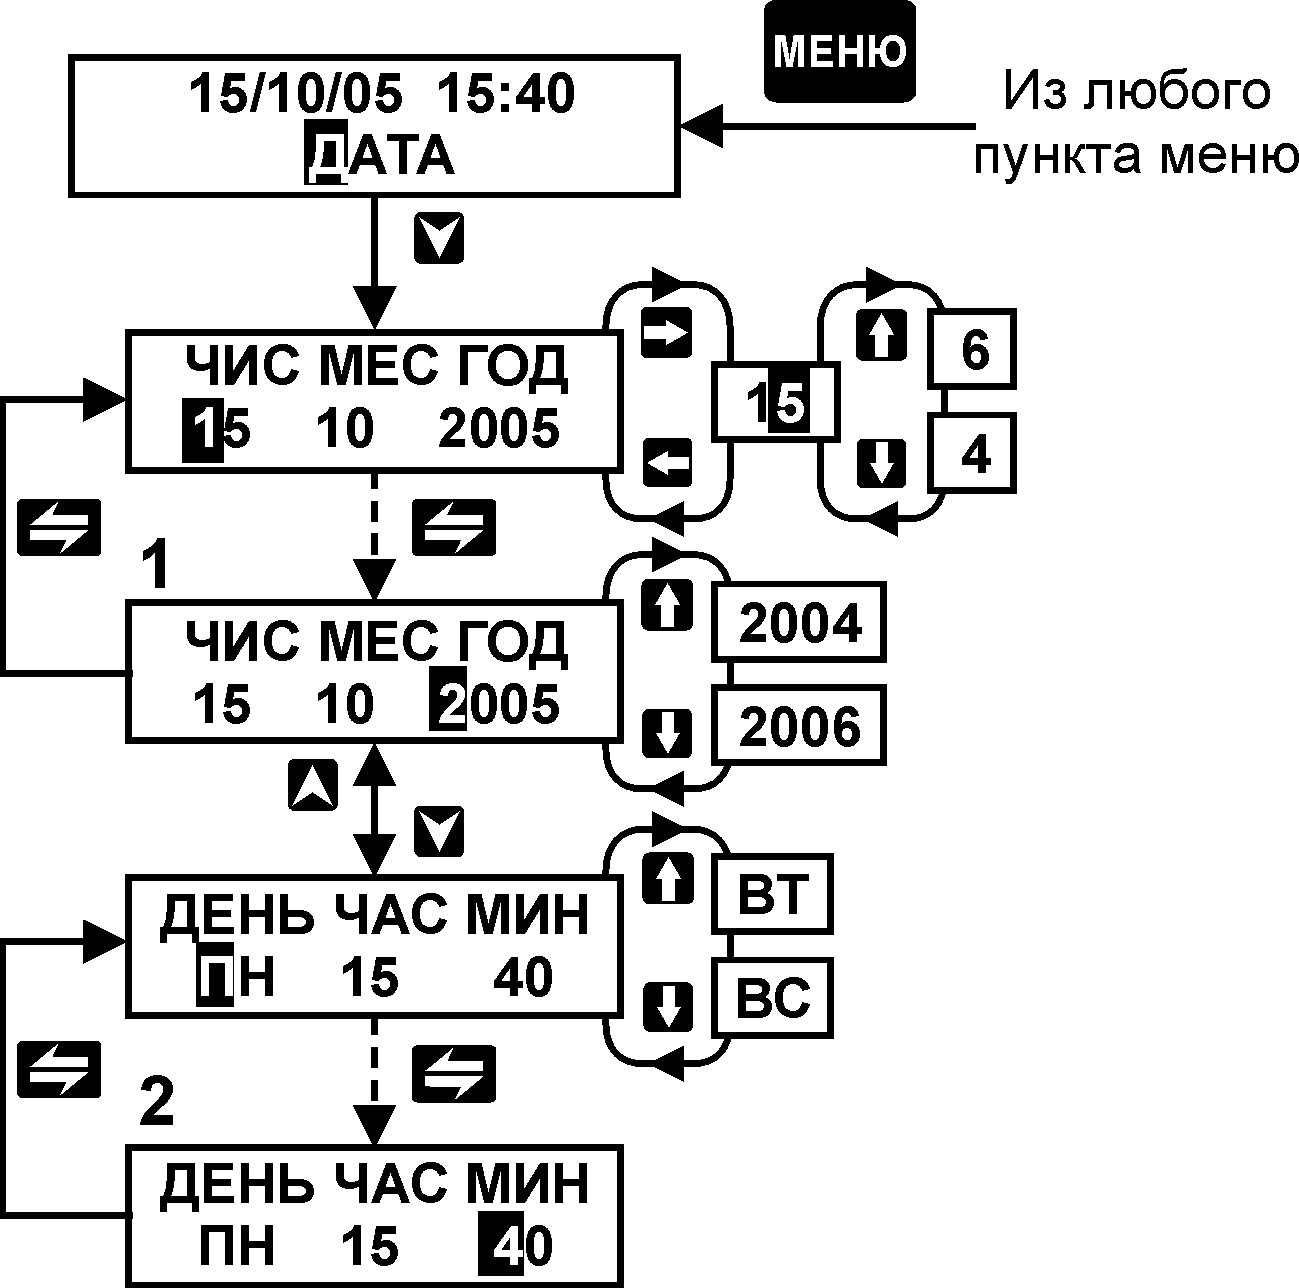 МЕНЮ
15/10/05 15:40
ДАТА
Из любого
пункта меню
ЧИС МЕС ГОД
15 10 2005
15
6
4
1
ЧИС МЕС ГОД
15 10 2005
2004
2006
ДЕНЬ ЧАС МИН
ПН 15 40
ВТ
ВС
2
ДЕНЬ ЧАС МИН
ПН 15 40